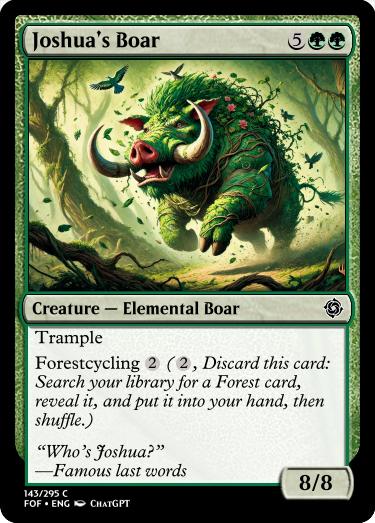 Joshua's Boar 5
Creature — Elemental Boar
Trample
Forestcycling 2 (2, Discard this card:
Search your library for a Forest card,
reveal it, and put it into your hand, then
shuffle.)
“Who's Joshua?”
—Famous last words
8/8
143/295 C
FOF • ENG ChatGPT